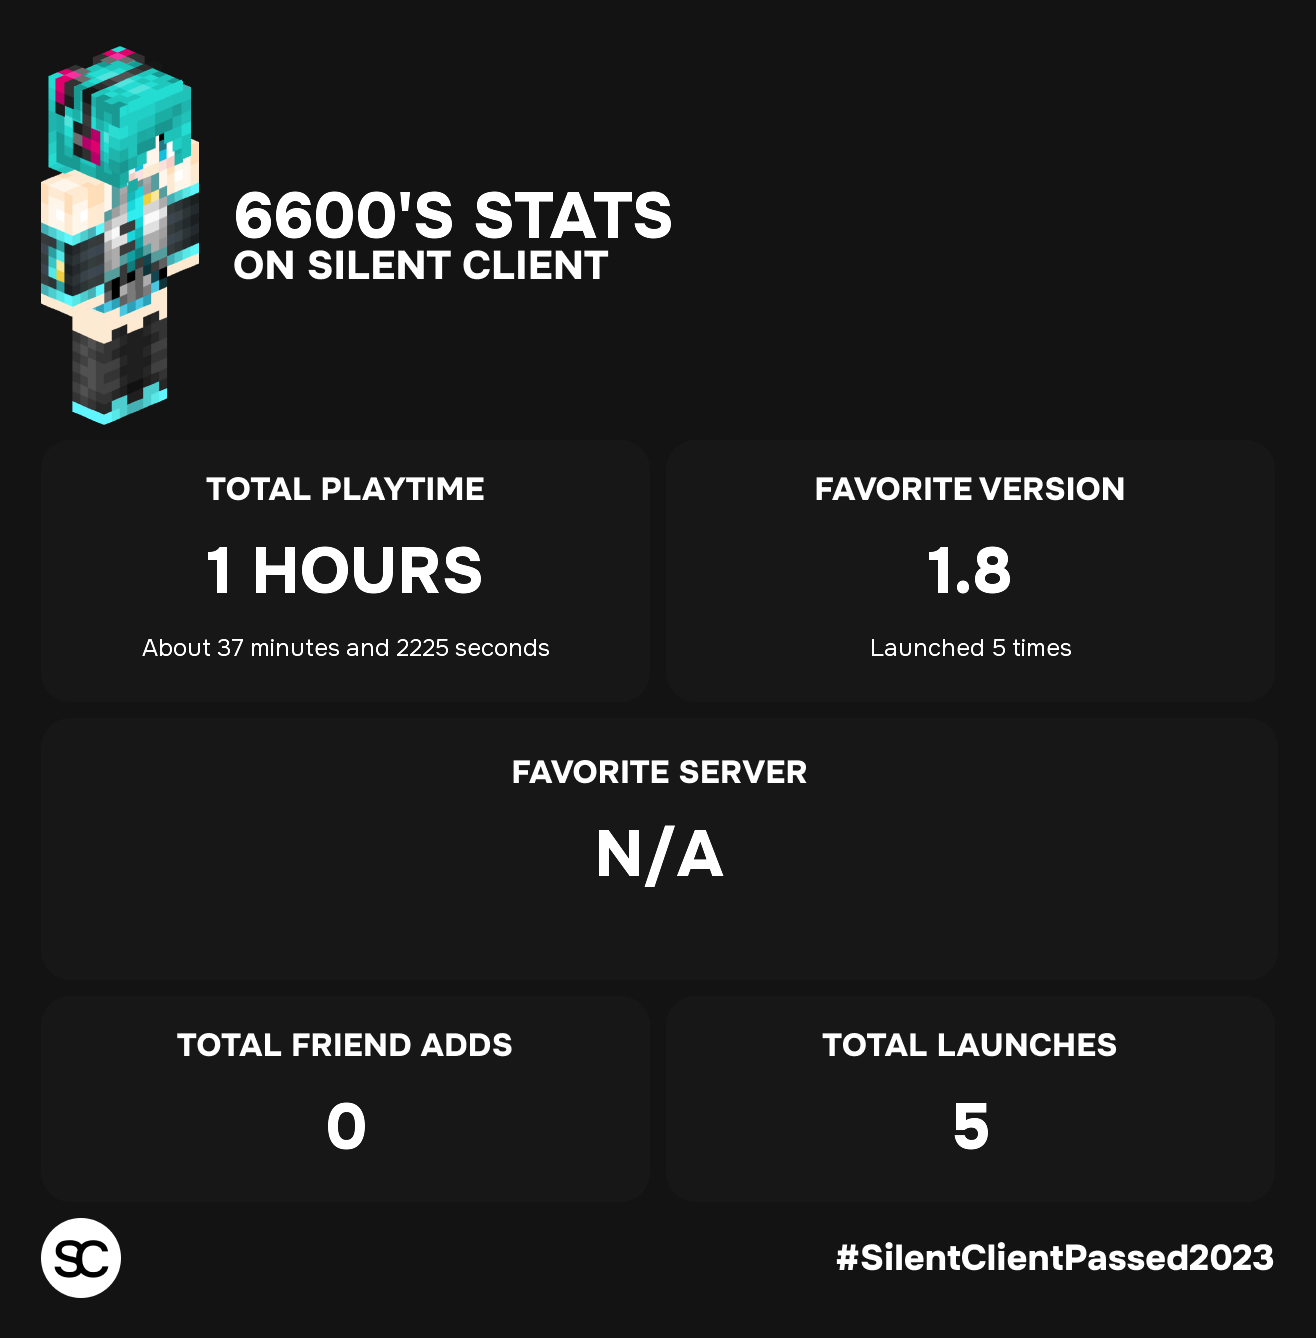 6600'S STATS
ON SILENT CLIENT
TOTAL PLAYTIME
1 HOURS
About 37 minutes and 2225 seconds
FAVORITE VERSION
1.8
Launched 5 times
FAVORITE SERVER
N/A
TOTAL FRIEND ADDS
0
TOTAL LAUNCHES
5
SC
#SilentClientPassed2023